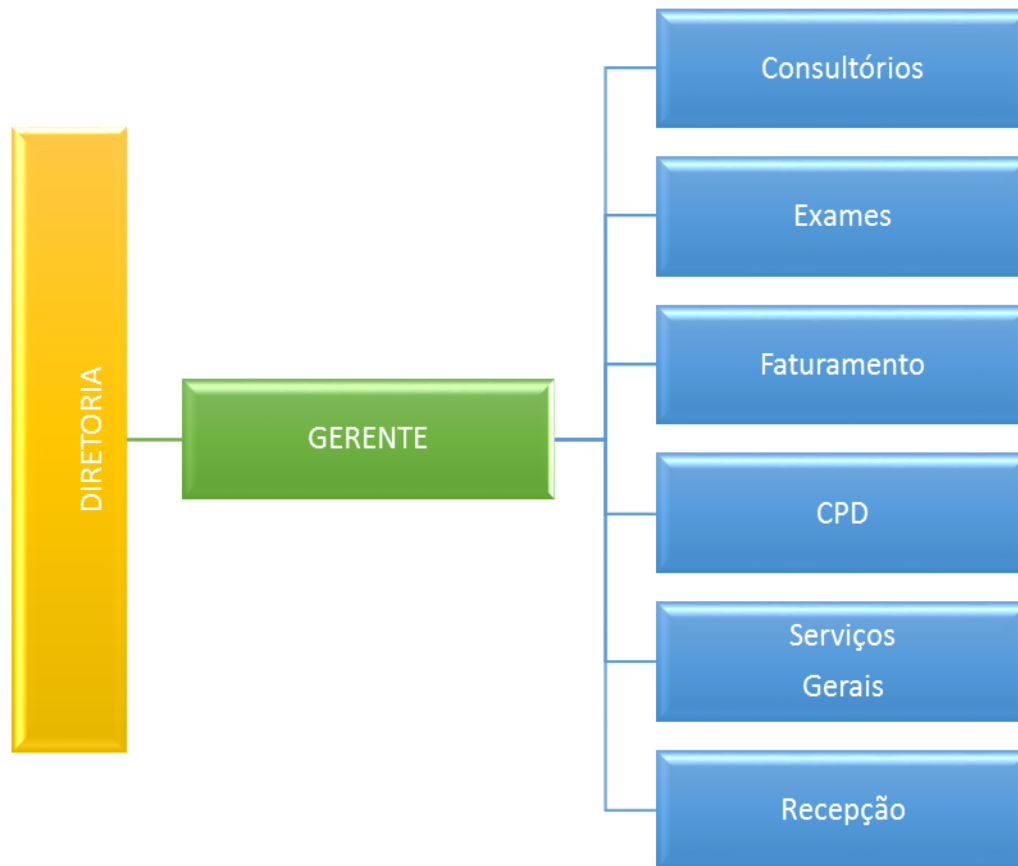 DIRETORIA
GERENTE
Consultórios
Exames
Faturamento
CPD
Serviços
Gerais
Recepção